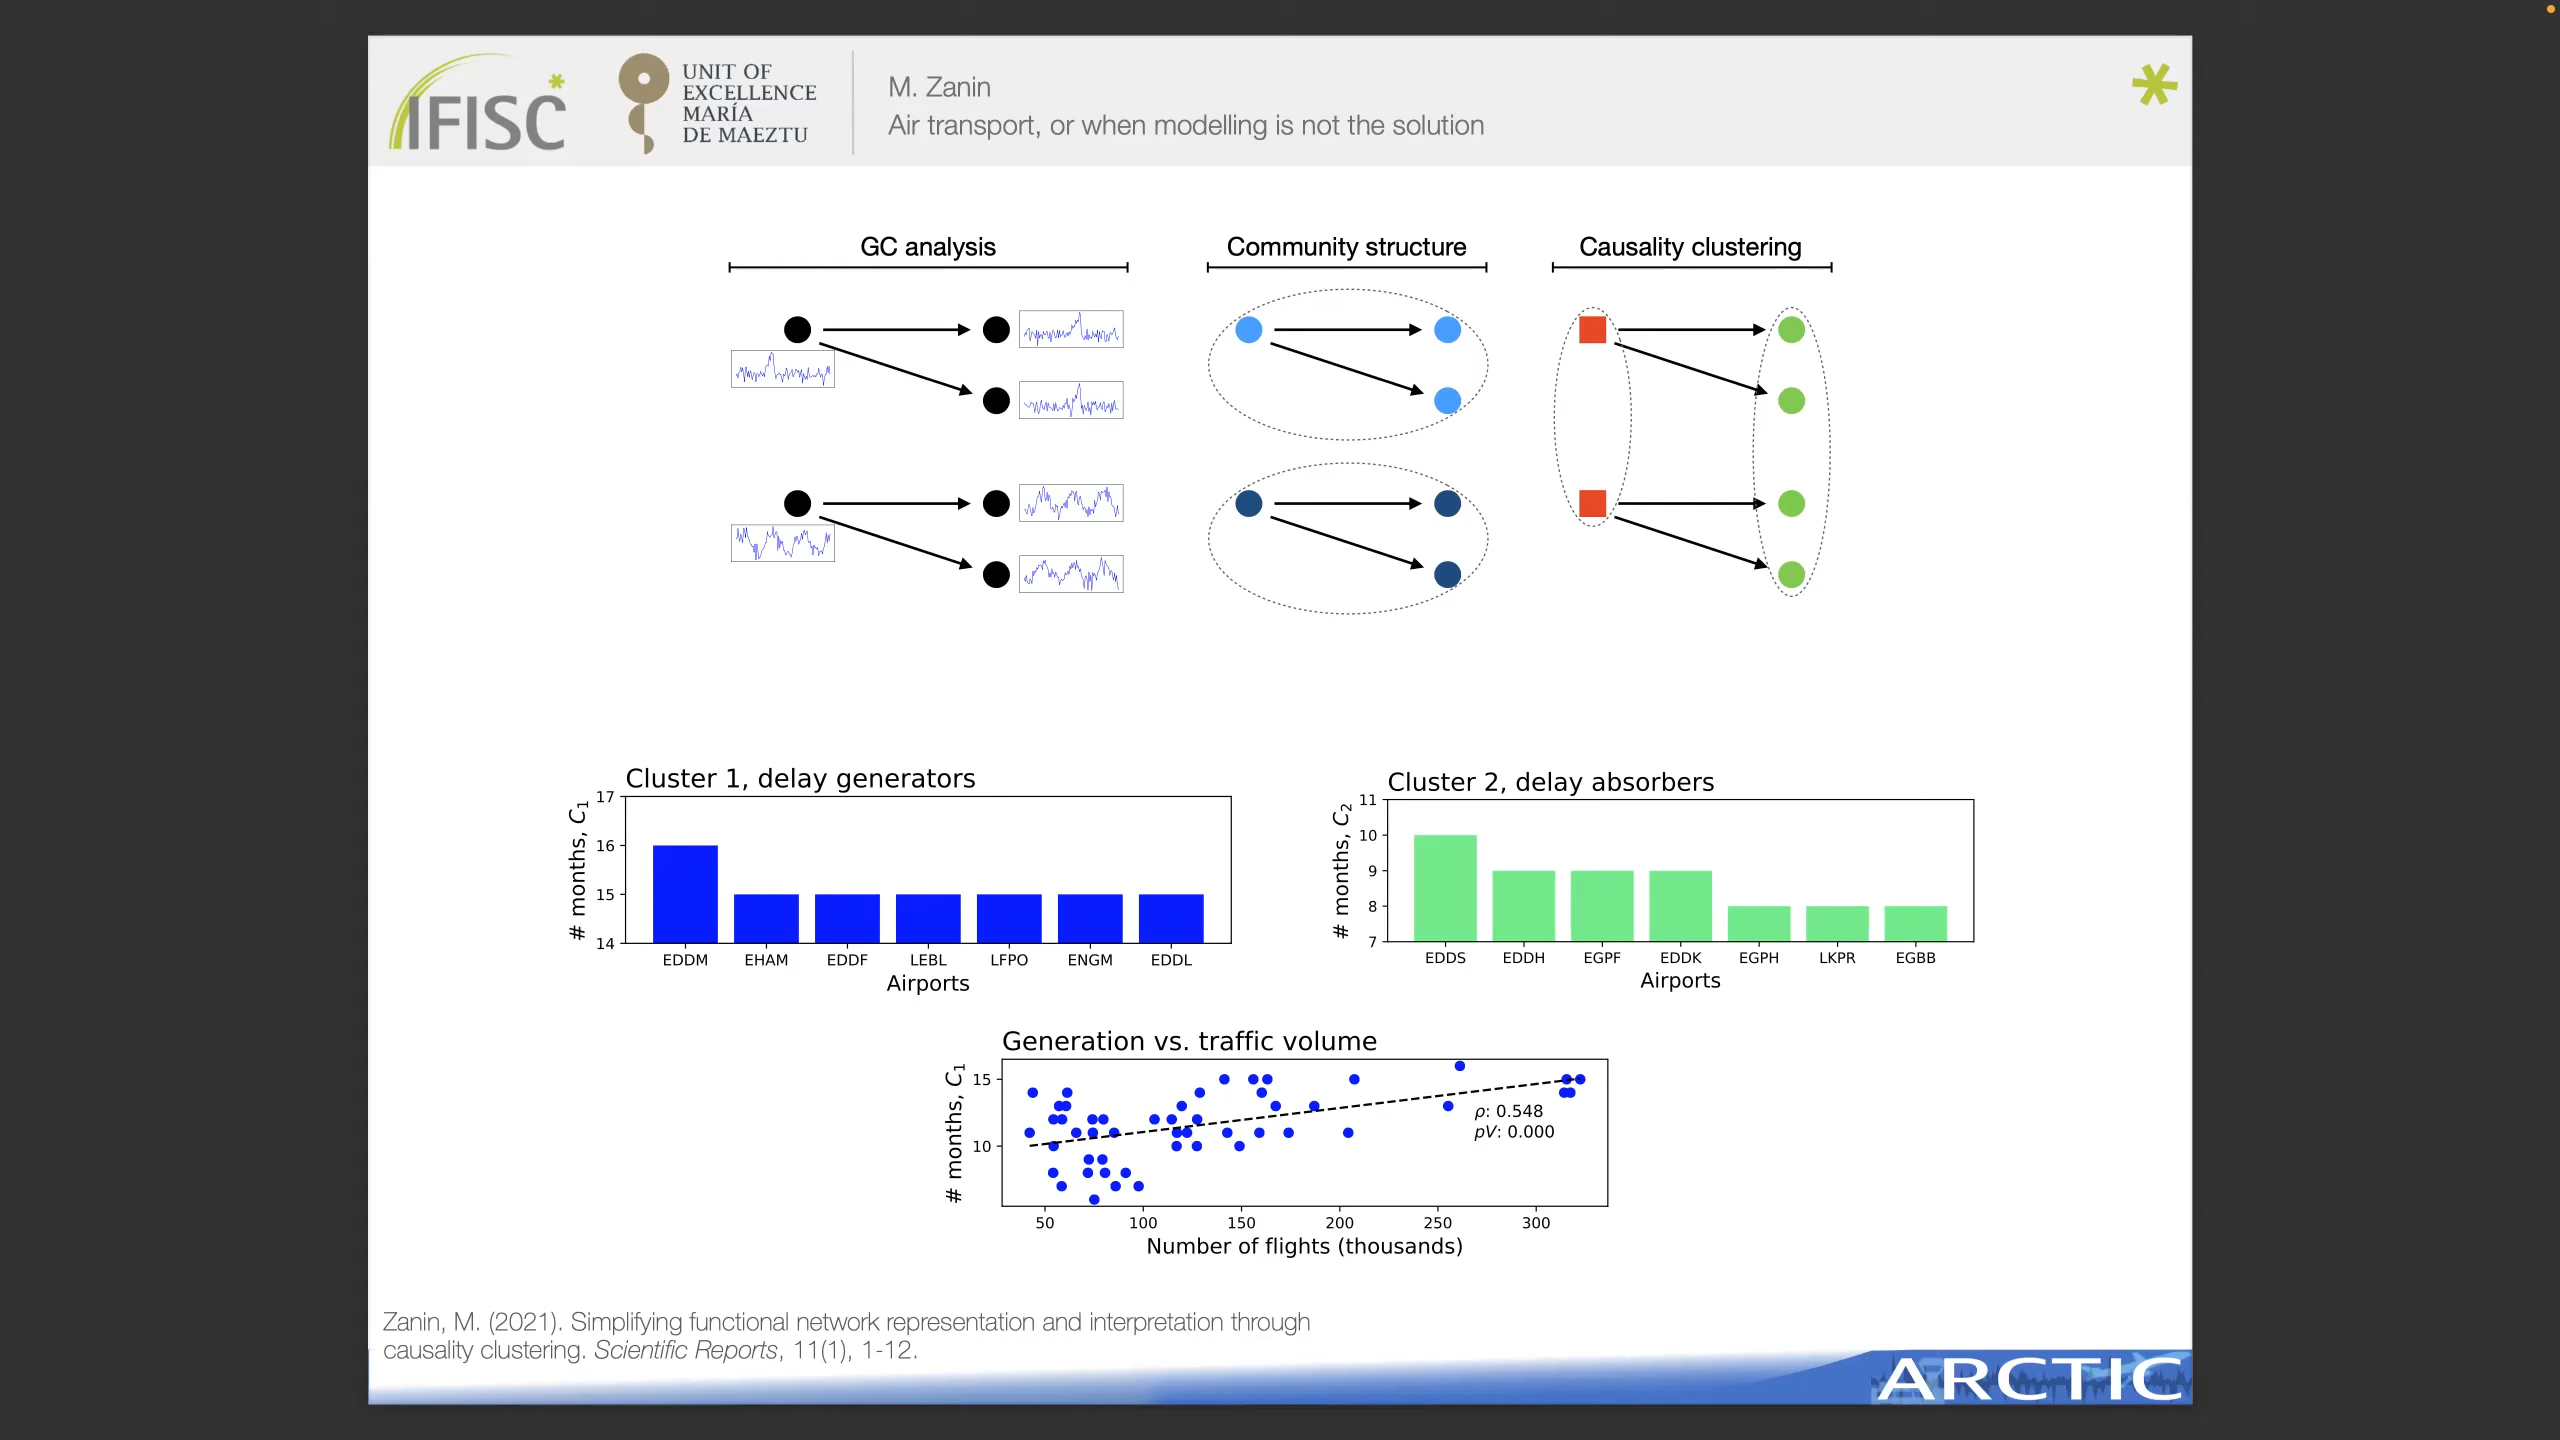 IFISC
UNIT OF
EXCELLENCE
MARÍA
DE MAEZTU
M. Zanin
Air transport, or when modelling is not the solution
GC analysis
Community structure
Causality clustering
Cluster 1, delay generators
# months, C1
17
16
15
14
EDDM EHAM EDDF LEBL LFPO ENGM EDDL
Airports
Cluster 2, delay absorbers
# months, C2
11
10
9
8
7
EDDS EDDH EGPF EDDK EGPH LKPR EGBB
Airports
Generation vs. traffic volume
# months, C1
15
10
ρ: 0.548
pV: 0.000
50 100 150 200 250 300
Number of flights (thousands)
Zanin, M. (2021). Simplifying functional network representation and interpretation through
causality clustering. Scientific Reports, 11(1), 1-12.
ARCTIC